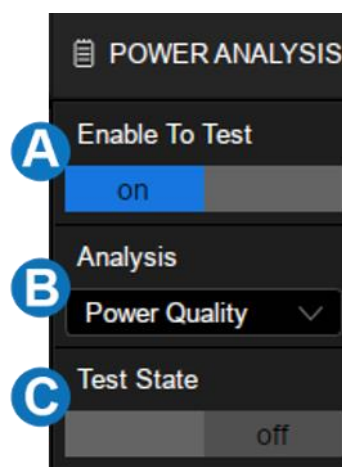 POWER ANALYSIS
A
Enable To Test
on
B
Analysis
Power Quality
C
Test State
off